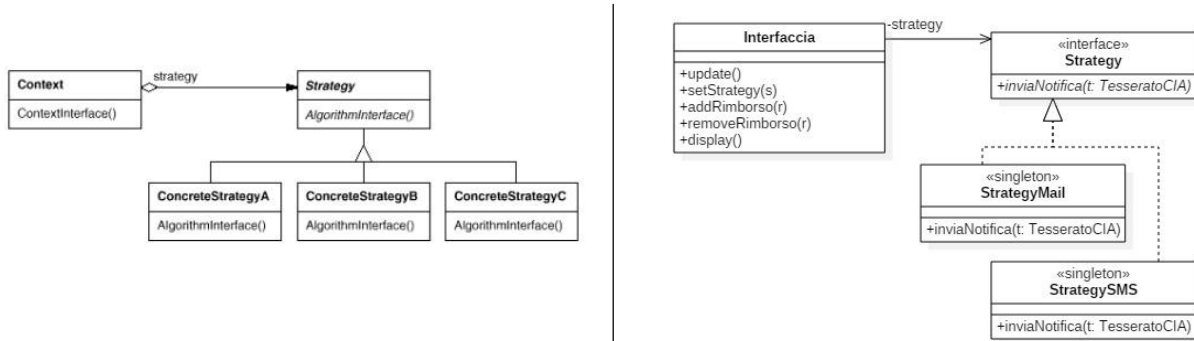 Context
ContextInterface()
strategy
Strategy
AlgorithmInterface()
ConcreteStrategyA
AlgorithmInterface()
ConcreteStrategyB
AlgorithmInterface()
ConcreteStrategyC
AlgorithmInterface()
Interfaccia
+update()
+setStrategy(s)
+addRimborso(r)
+removeRimborso(r)
+display()
-strategy
«interface»
Strategy
+inviaNotifica(t: TesseratoCIA)
«singleton»
StrategyMail
+inviaNotifica(t: TesseratoCIA)
«singleton»
StrategySMS
+inviaNotifica(t: TesseratoCIA)